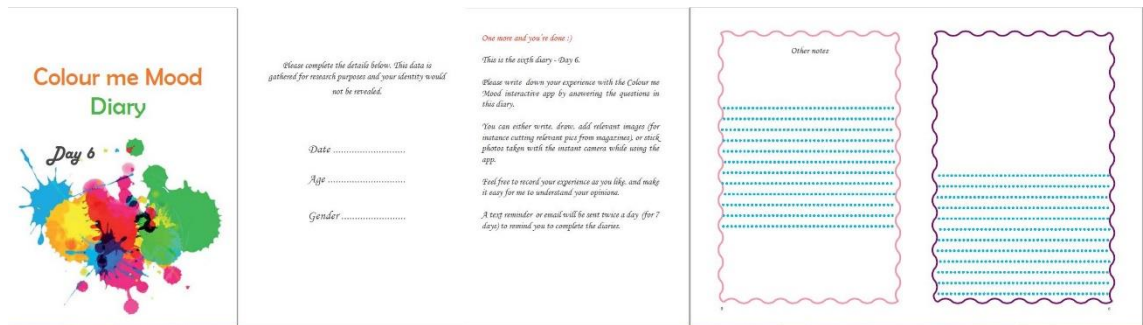 Colour me Mood
Diary
Day 6
Please complete the details below. This data is
gathered for research purposes and your identity would
not be revealed.
Date ...........................
Age .............................
Gender ........................
One more and you're done :)
This is the sixth diary - Day 6.
Please write down your experience with the Colour me
Mood interactive app by answering the questions in
this diary.
You can either write, draw, add relevant images (for
instance cutting relevant pics from magazines), or stick
photos taken with the instant camera while using the
app.
Feel free to record your experience as you like, and make
it easy for me to understand your opinions.
A text reminder or email will be sent twice a day (for 7
days) to remind you to complete the diaries.
Other notes